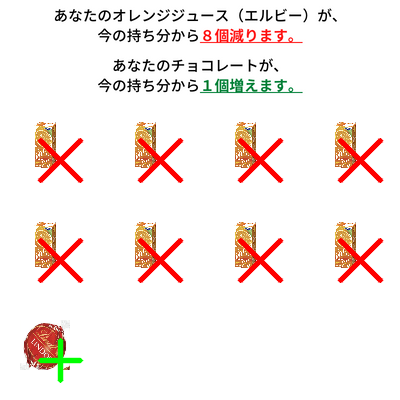 あなたのオレンジジュース（エルビー）が、
今の持ち分から８個減ります。
あなたのチョコレートが、
今の持ち分から１個増えます。